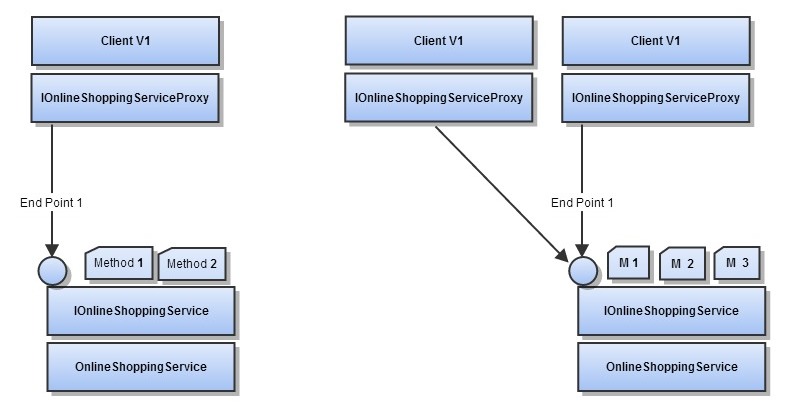 Client V1
IOnlineShoppingServiceProxy
End Point 1
Method 1
Method 2
IOnlineShoppingService
OnlineShoppingService
Client V1
Client V1
IOnlineShoppingServiceProxy
IOnlineShoppingServiceProxy
End Point 1
M 1
M 2
M 3
IOnlineShoppingService
OnlineShoppingService